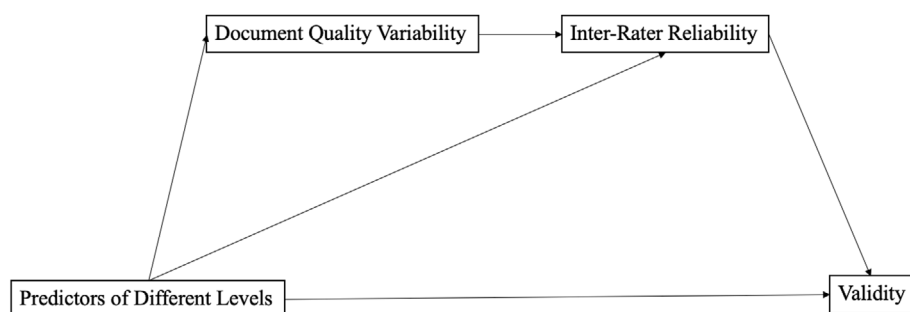 Document Quality Variability
Inter-Rater Reliability
Predictors of Different Levels
Validity